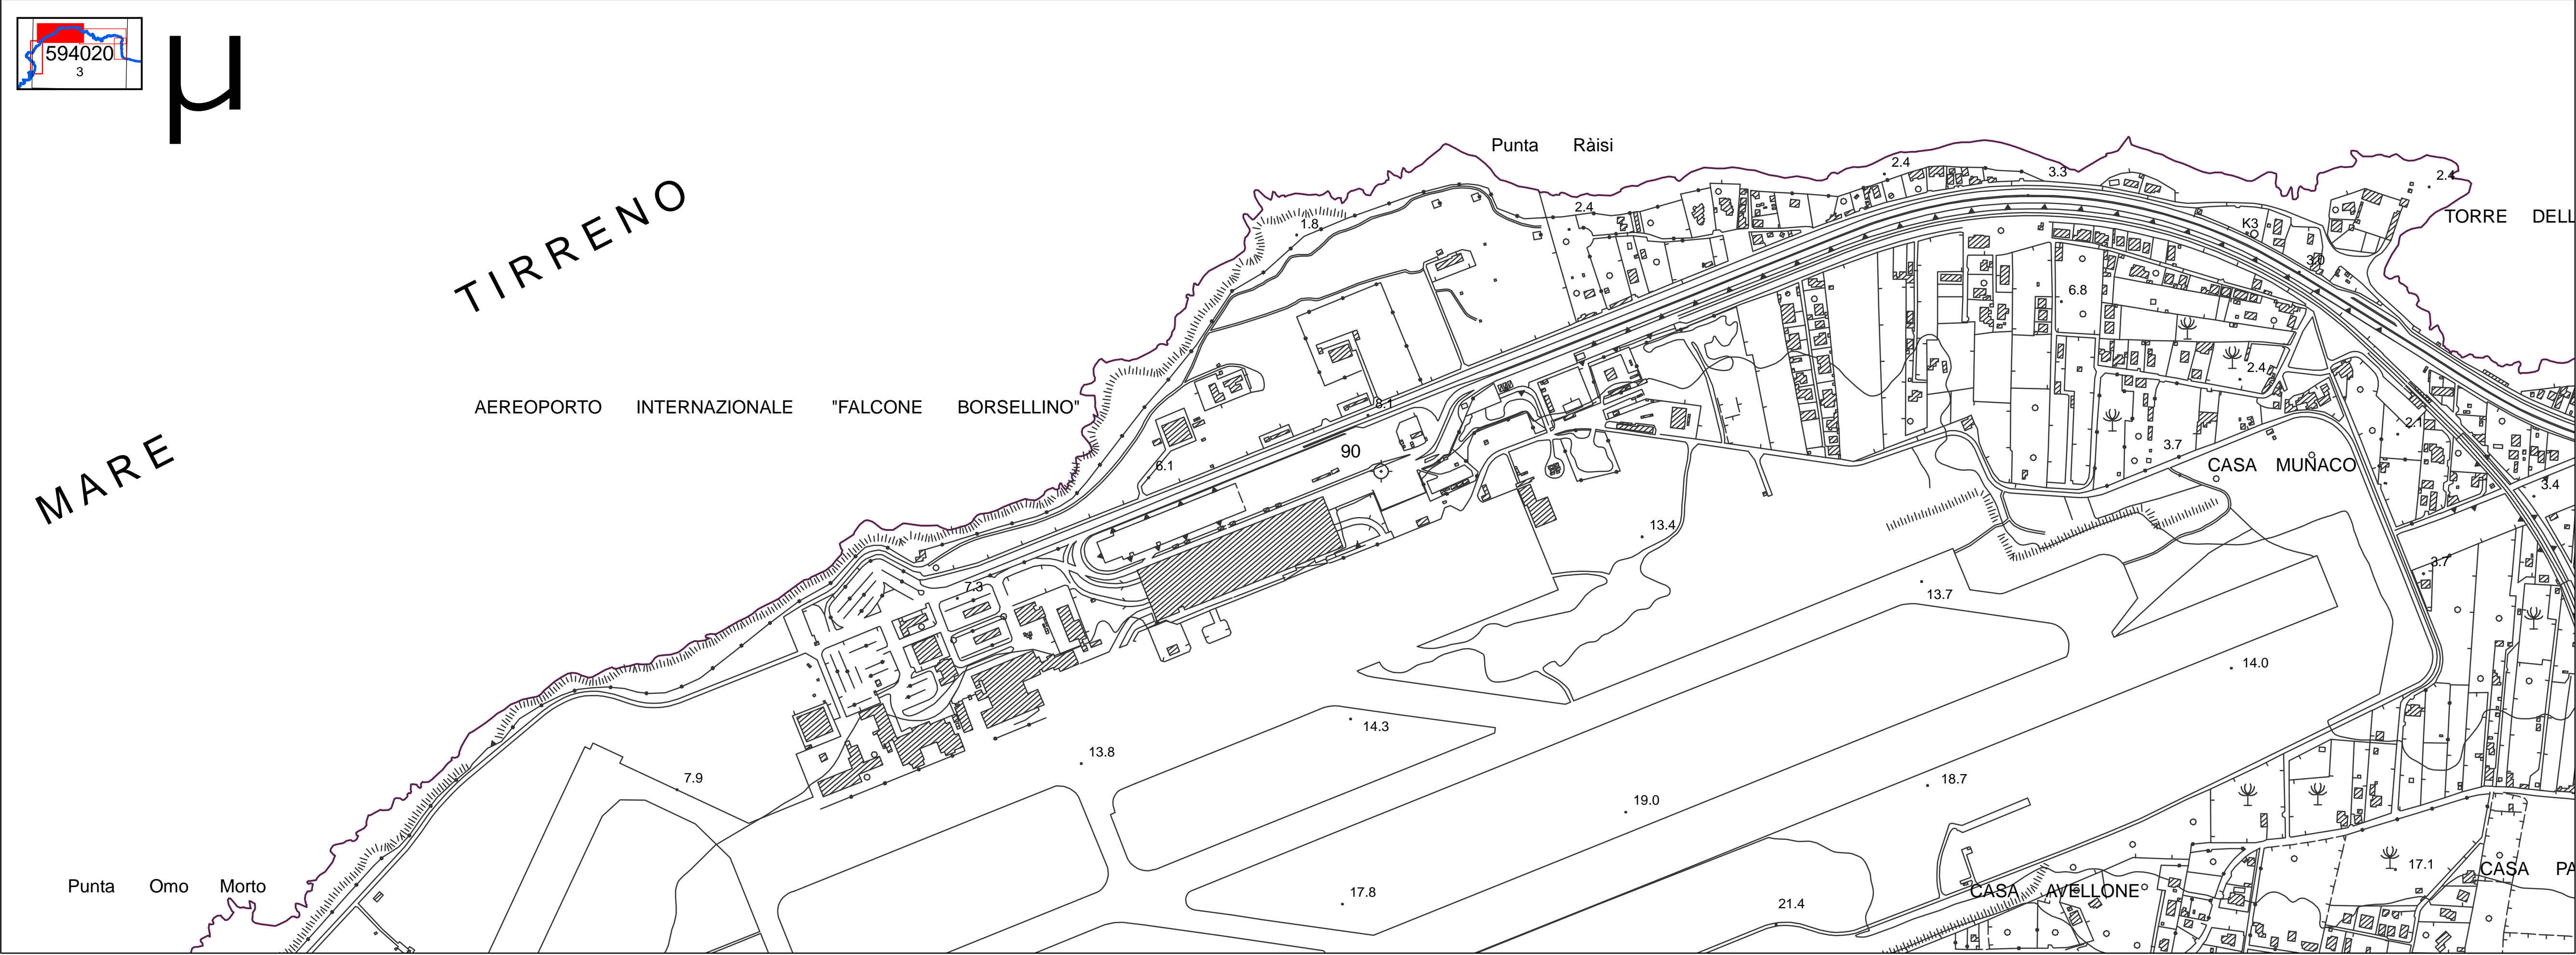 594020
3
µ
Punta Ràisi
2.4
3.3
2.4
TIRRENO
2.4
1.8
TORRE DELL
K3
3.0
6.8
2.4
AEREOPORTO INTERNAZIONALE "FALCONE BORSELLINO"
8.1
2.1
MARE
90
3.7
6.1
CASA MUNACO
3.4
13.4
3.7
7.3
13.7
14.0
14.3
13.8
7.9
18.7
19.0
17.1
CASA PA
Punta Omo Morto
CASA AVELLONE
17.8
21.4